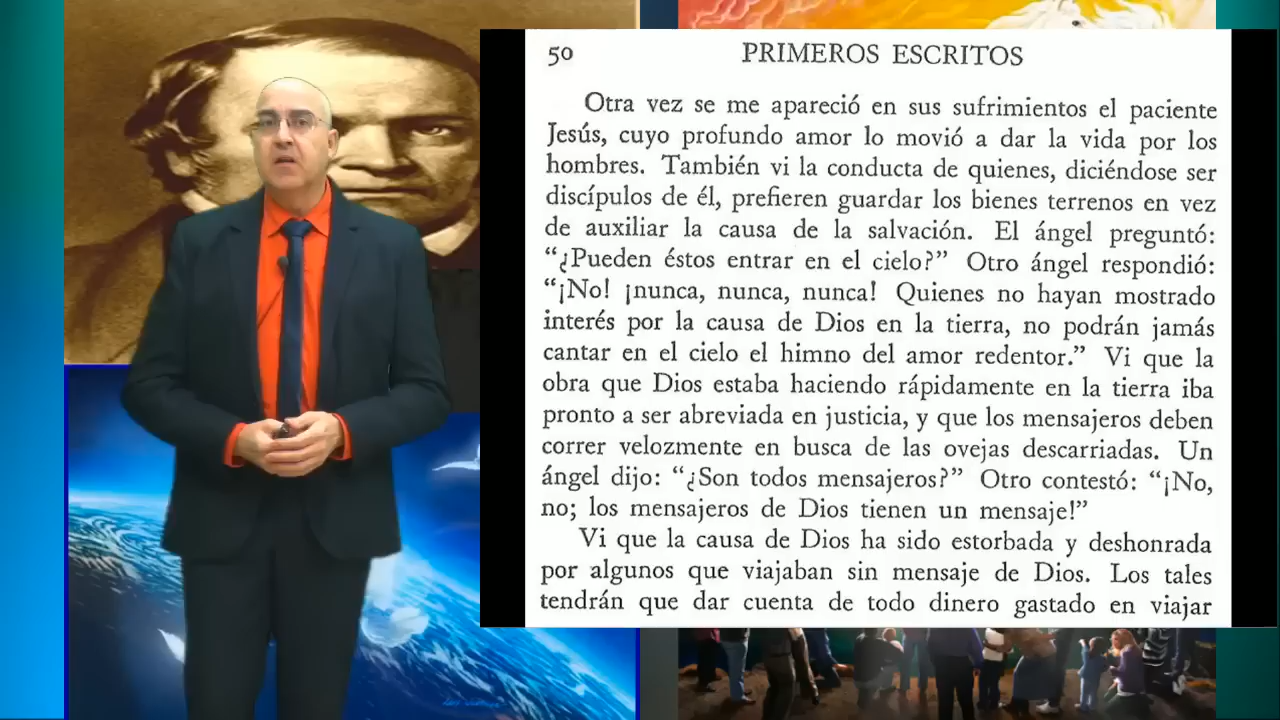 50 PRIMEROS ESCRITOS
Otra vez se me apareció en sus sufrimientos el paciente
Jesús, cuyo profundo amor lo movió a dar la vida por los
hombres. También vi la conducta de quienes, diciéndose ser
discípulos de él, prefieren guardar los bienes terrenos en vez
de auxiliar la causa de la salvación. El ángel preguntó:
“¿Pueden éstos entrar en el cielo?” Otro ángel respondió:
“¡No! ¡nunca, nunca, nunca! Quienes no hayan mostrado
interés por la causa de Dios en la tierra, no podrán jamás
cantar en el cielo el himno del amor redentor.” Vi que la
obra que Dios estaba haciendo rápidamente en la tierra iba
pronto a ser abreviada en justicia, y que los mensajeros deben
correr velozmente en busca de las ovejas descarriadas. Un
ángel dijo: “¿Son todos mensajeros?” Otro contestó: “¡No,
no; los mensajeros de Dios tienen un mensaje!”
Vi que la causa de Dios ha sido estorbada y deshonrada
por algunos que viajaban sin mensaje de Dios. Los tales
tendrán que dar cuenta de todo dinero gastado en viajar